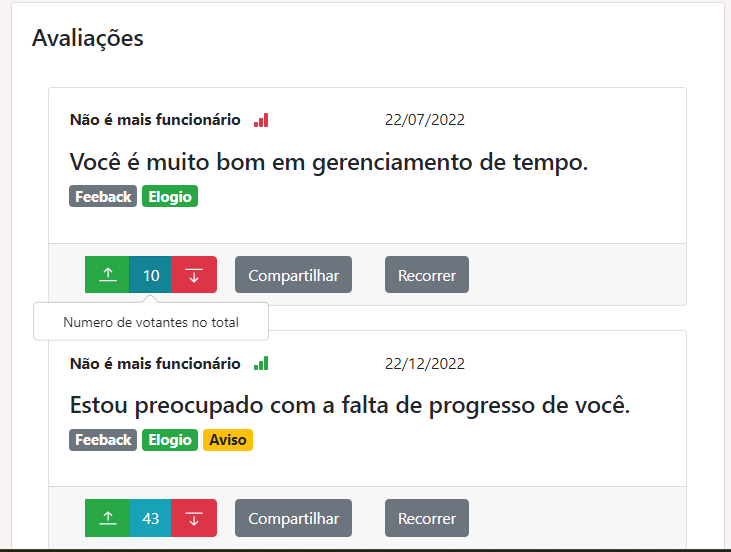 Avaliações
Não é mais funcionário 22/07/2022
Você é muito bom em gerenciamento de tempo.
Feeback Elogio
10 Compartilhar Recorrer
Numero de votantes no total
Não é mais funcionário 22/12/2022
Estou preocupado com a falta de progresso de você.
Feeback Elogio Aviso
43 Compartilhar Recorrer